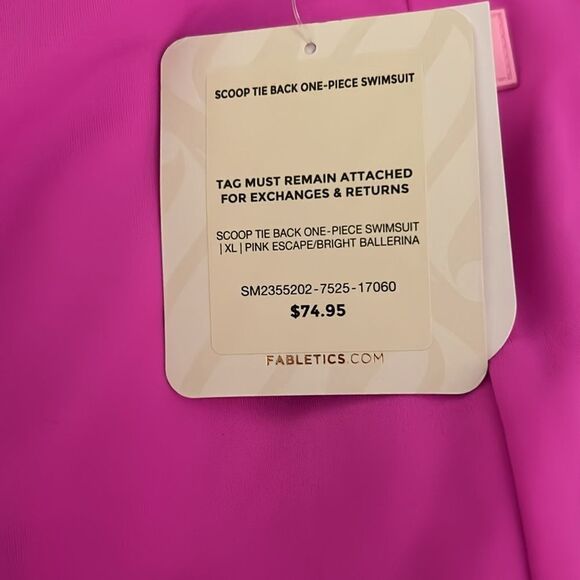 SCOOP TIE BACK ONE-PIECE SWIMSUIT
TAG MUST REMAIN ATTACHED
FOR EXCHANGES & RETURNS
SCOOP TIE BACK ONE-PIECE SWIMSUIT
| XL | PINK ESCAPE/BRIGHT BALLERINA
SM2355202-7525-17060
$74.95
FABLETICS.COM